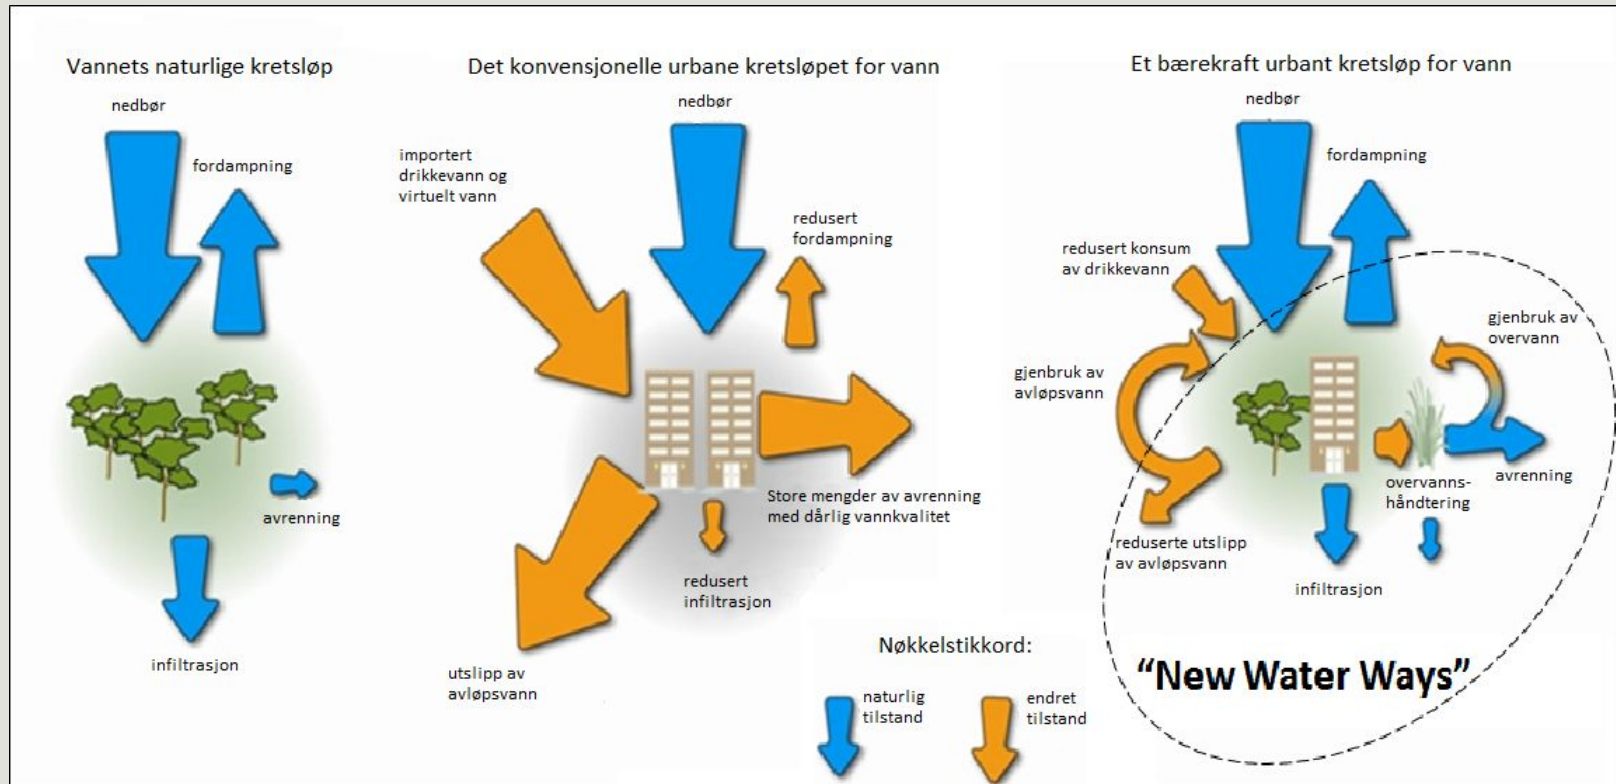 Vannets naturlige kretsløp
nedbør
fordampning
avrenning
infiltrasjon
Det konvensjonelle urbane kretsløpet for vann
nedbør
importert
drikkevann og
virtuelt vann
redusert
fordampning
Store mengder av avrenning
med dårlig vannkvalitet
redusert
infiltrasjon
utslipp av
avløpsvann
Et bærekraft urbant kretsløp for vann
nedbør
fordampning
redusert konsum
av drikkevann
gjenbruk av
overvann
gjenbruk av
avløpsvann
avrenning
overvanns-
håndtering
reduserte utslipp
av avløpsvann
infiltrasjon
“New Water Ways”
Nøkkelstikkord:
naturlig
tilstand
endret
tilstand